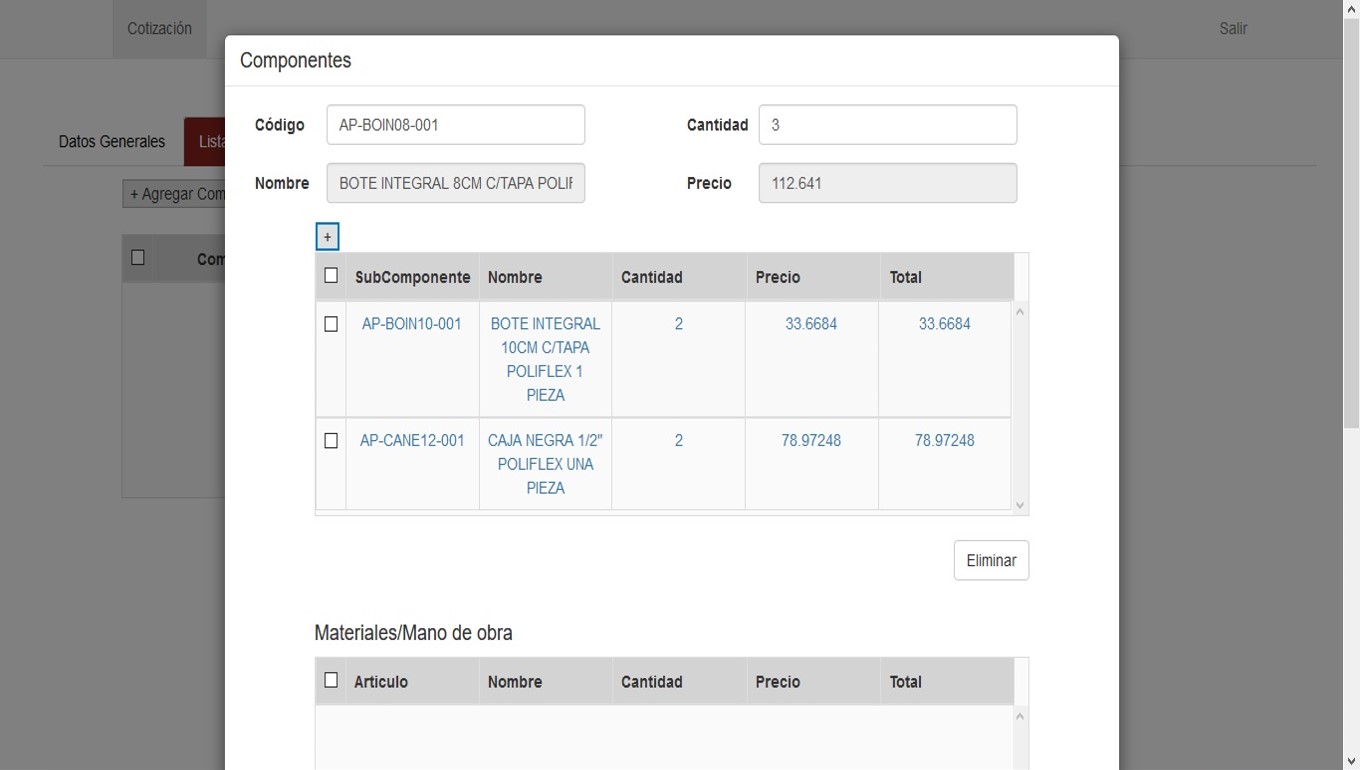 Cotización
Salir
Componentes
Datos Generales
Lista
+ Agregar Com
Com
Código AP-BOIN08-001 Cantidad 3
Nombre BOTE INTEGRAL 8CM C/TAPA POLIF Precio 112.641
+
SubComponente Nombre Cantidad Precio Total
AP-BOIN10-001 BOTE INTEGRAL 2 33.6684 33.6684
10CM C/TAPA
POLIFLEX 1
PIEZA
AP-CANE12-001 CAJA NEGRA 1/2" 2 78.97248 78.97248
POLIFLEX UNA
PIEZA
Eliminar
Materiales/Mano de obra
Articulo Nombre Cantidad Precio Total